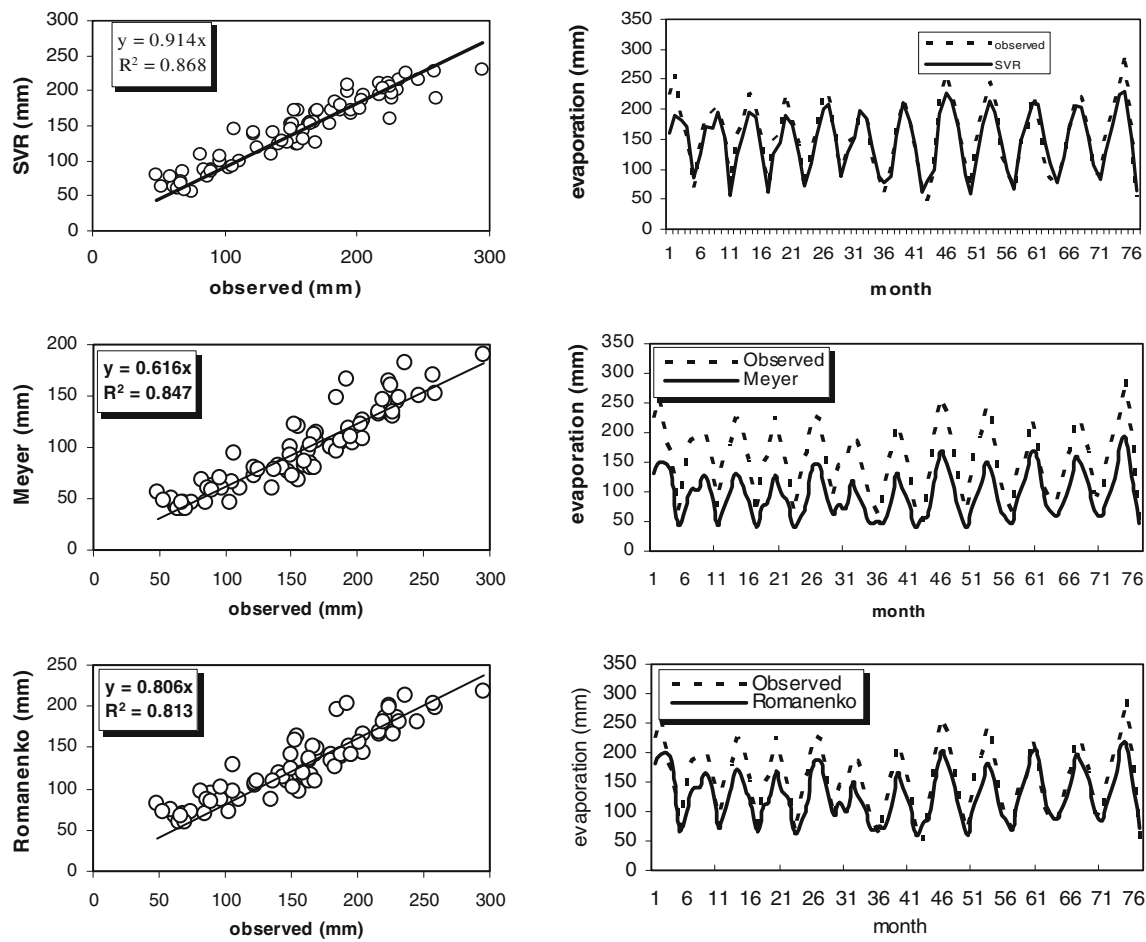 300
250
200
150
100
50
0
SVR (mm)
y = 0.914x
R² = 0.868
0 100 200 300
observed (mm)
350
300
250
200
150
100
50
0
evaporation (mm)
observed
SVR
1 6 11 16 21 26 31 36 41 46 51 56 61 66 71 76
month
200
150
100
50
0
Meyer (mm)
y = 0.616x
R² = 0.847
0 50 100 150 200 250 300
observed (mm)
350
300
250
200
150
100
50
0
evaporation (mm)
Observed
Meyer
1 6 11 16 21 26 31 36 41 46 51 56 61 66 71 76
month
250
200
150
100
50
0
Romanenko (mm)
y = 0.806x
R² = 0.813
0 50 100 150 200 250 300
observed (mm)
350
300
250
200
150
100
50
0
evaporation (mm)
Observed
Romanenko
1 6 11 16 21 26 31 36 41 46 51 56 61 66 71 76
month